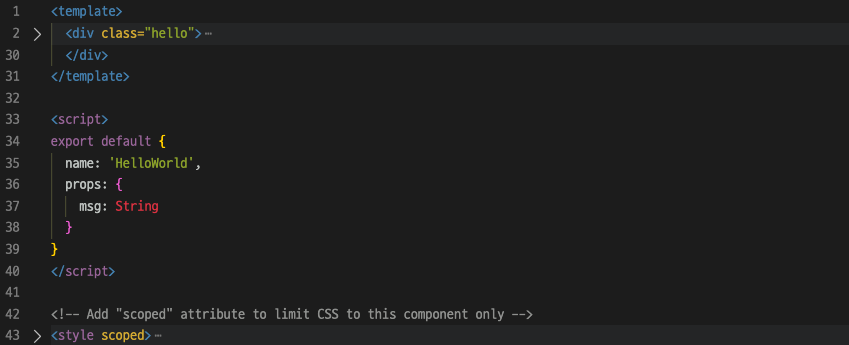 1 <template>
2 > <div class="hello">⋯
30 </div>
31 </template>
32
33 <script>
34 export default {
35 name: 'HelloWorld',
36 props: {
37 msg: String
38 }
39 }
40 </script>
41
42 <!-- Add "scoped" attribute to limit CSS to this component only -->
43 > <style scoped>⋯